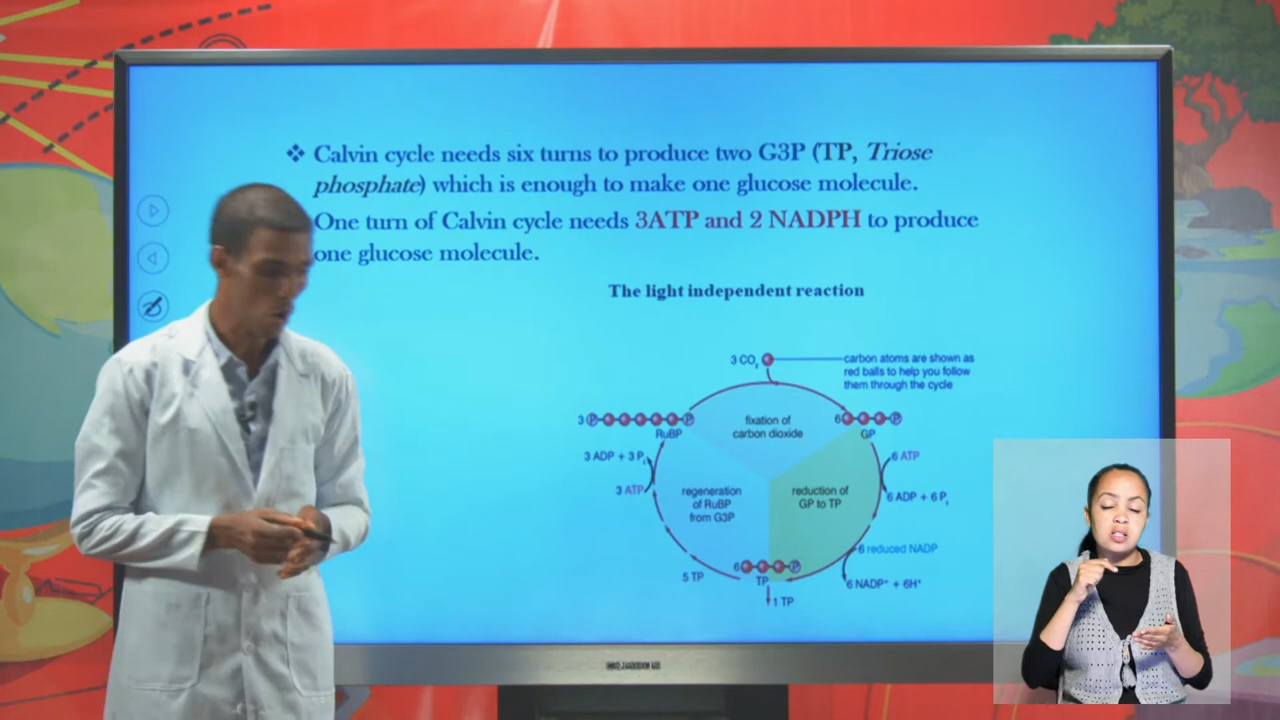 ❖ Calvin cycle needs six turns to produce two G3P (TP, Triose
phosphate) which is enough to make one glucose molecule.
One turn of Calvin cycle needs 3ATP and 2 NADPH to produce
one glucose molecule.
The light independent reaction
3 CO₂
carbon atoms are shown as
red balls to help you follow
them through the cycle
3 P P
RuBP
fixation of
carbon dioxide
6 P
GP
3 ADP + 3 Pᵢ
3 ATP
6 ATP
6 ADP + 6 Pᵢ
regeneration
of RuBP
from G3P
reduction of
GP to TP
6 reduced NADP
6 NADP⁺ + 6H⁺
6 P
TP
5 TP
1 TP